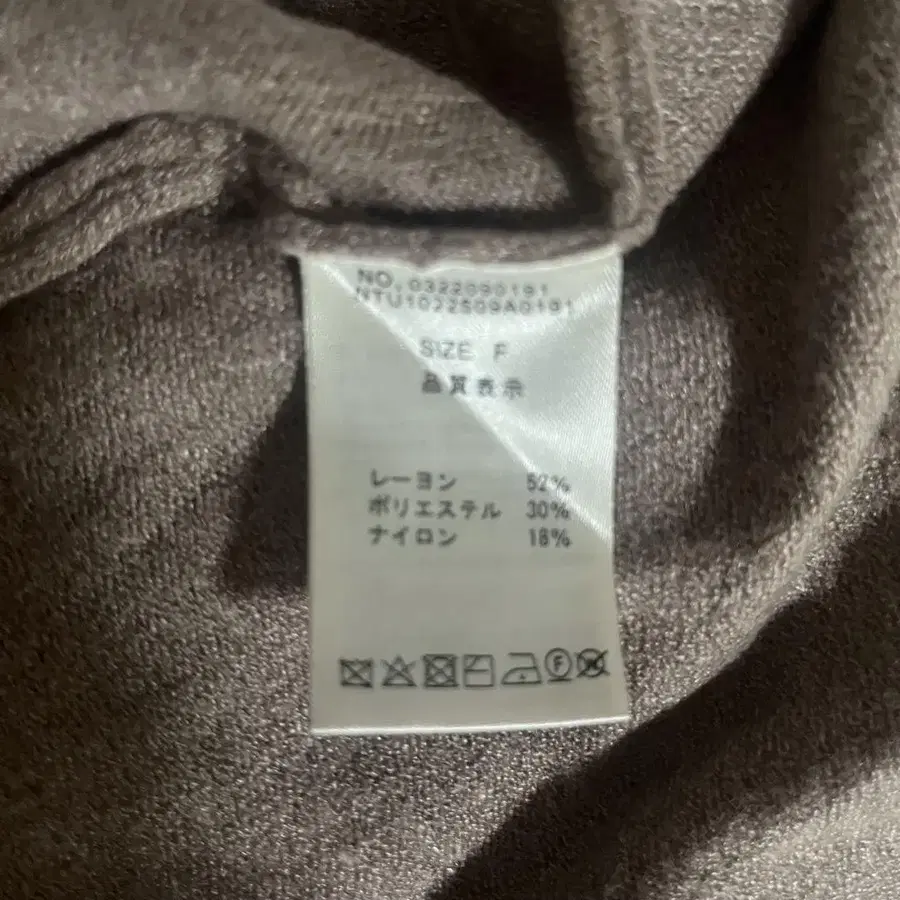 NO. 0322090191
NTU1022S09A0191
SIZE F
品質表示
レーヨン 52%
ポリエステル 30%
ナイロン 18%
F